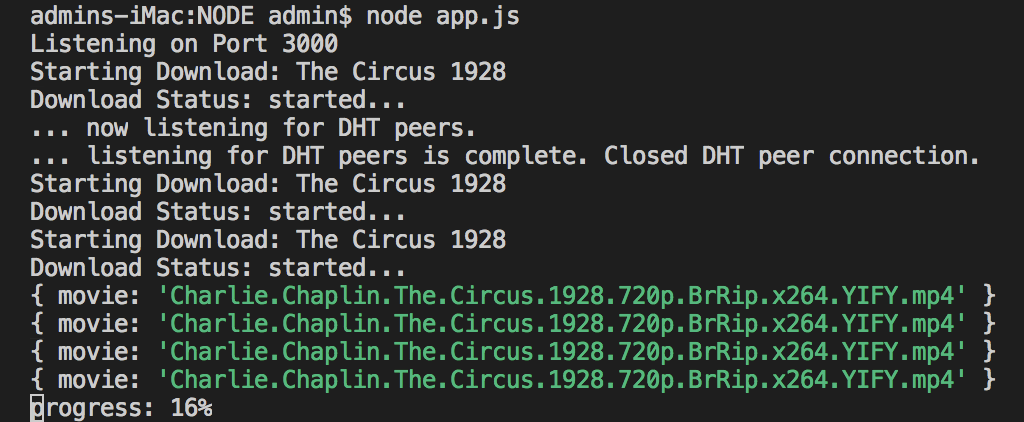 admins-iMac:NODE admin$ node app.js
Listening on Port 3000
Starting Download: The Circus 1928
Download Status: started...
... now listening for DHT peers.
... listening for DHT peers is complete. Closed DHT peer connection.
Starting Download: The Circus 1928
Download Status: started...
Starting Download: The Circus 1928
Download Status: started...
{ movie: 'Charlie.Chaplin.The.Circus.1928.720p.BrRip.x264.YIFY.mp4' }
{ movie: 'Charlie.Chaplin.The.Circus.1928.720p.BrRip.x264.YIFY.mp4' }
{ movie: 'Charlie.Chaplin.The.Circus.1928.720p.BrRip.x264.YIFY.mp4' }
{ movie: 'Charlie.Chaplin.The.Circus.1928.720p.BrRip.x264.YIFY.mp4' }
progress: 16%